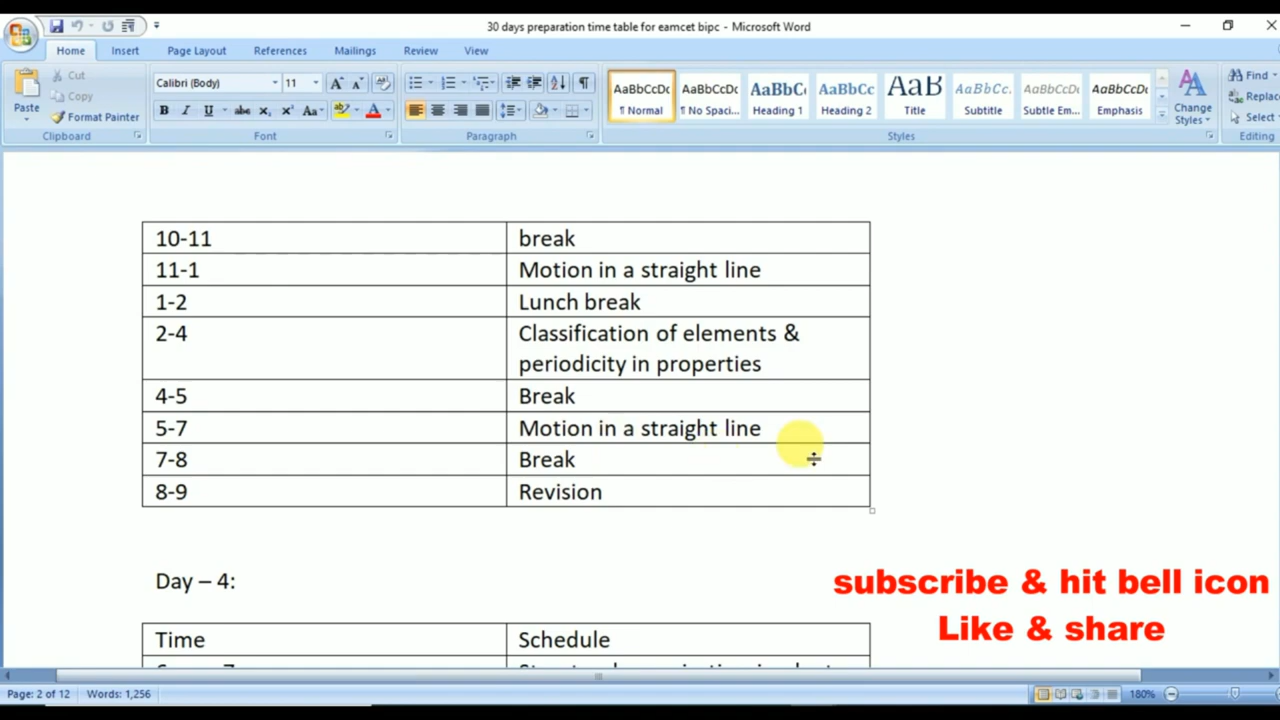 30 days preparation time table for eamcet bipc - Microsoft Word
Home Insert Page Layout References Mailings Review View
Paste
Cut
Copy
Format Painter
Clipboard
Calibri (Body) 11
Font
Paragraph
AaBbCcDc AaBbCcDc AaBbC AaBbCc AaB AaBbCc. AaBbCcDc AaBbCcDc
¶ Normal ¶ No Spaci... Heading 1 Heading 2 Title Subtitle Subtle Em... Emphasis
Change Styles
Styles
Find
Replace
Select
Editing
10-11 break
11-1 Motion in a straight line
1-2 Lunch break
2-4 Classification of elements &
periodicity in properties
4-5 Break
5-7 Motion in a straight line
7-8 Break
8-9 Revision
Day – 4:
subscribe & hit bell icon
Like & share
Time Schedule
Page: 2 of 12 Words: 1,256 180%